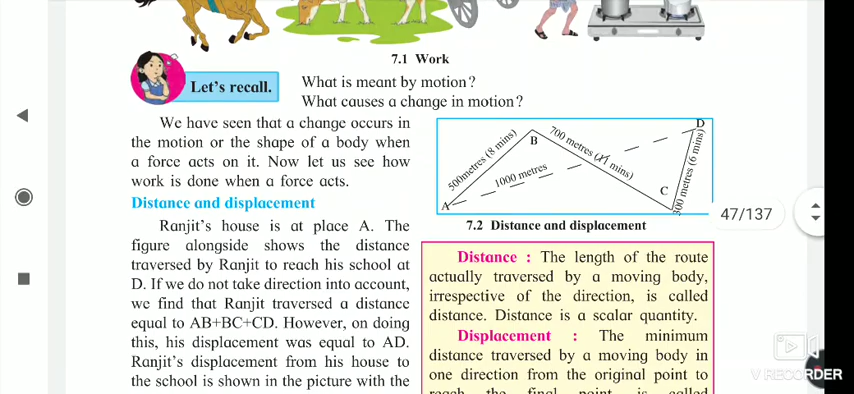 7.1 Work
Let's recall.
What is meant by motion?
What causes a change in motion?
We have seen that a change occurs in
the motion or the shape of a body when
a force acts on it. Now let us see how
work is done when a force acts.
Distance and displacement
Ranjit's house is at place A. The
figure alongside shows the distance
traversed by Ranjit to reach his school at
D. If we do not take direction into account,
we find that Ranjit traversed a distance
equal to AB+BC+CD. However, on doing
this, his displacement was equal to AD.
Ranjit's displacement from his house to
the school is shown in the picture with the
A
500metres (8 mins)
B
1000 metres
700 metres (mins)
C
300 metres (6 mins)
D
7.2 Distance and displacement
Distance : The length of the route
actually traversed by a moving body,
irrespective of the direction, is called
distance. Distance is a scalar quantity.
Displacement : The minimum
distance traversed by a moving body in
one direction from the original point to
reach the final point is called
47/137
V RECORDER